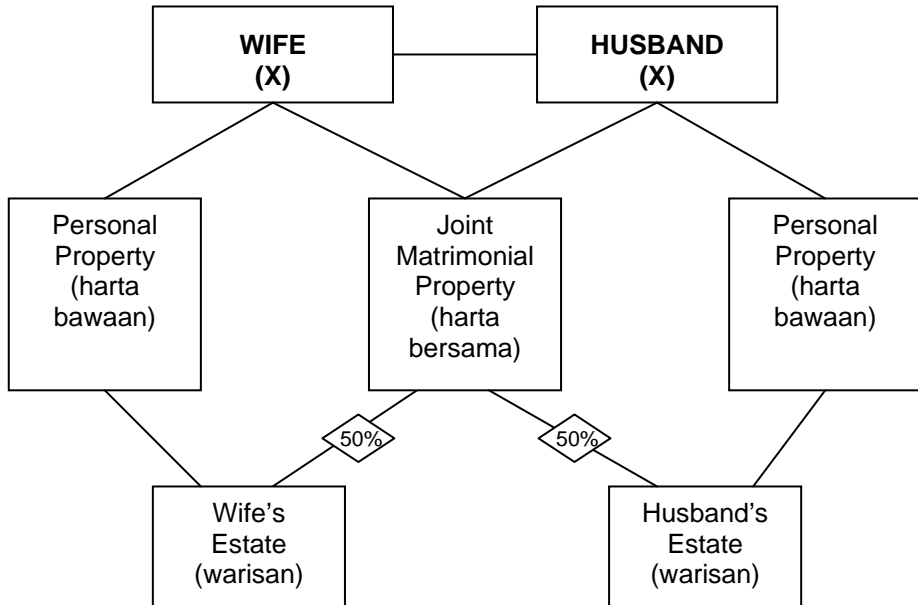 WIFE
(X)
HUSBAND
(X)
Personal
Property
(harta
bawaan)
Joint
Matrimonial
Property
(harta
bersama)
Personal
Property
(harta
bawaan)
50%
50%
Wife’s
Estate
(warisan)
Husband’s
Estate
(warisan)